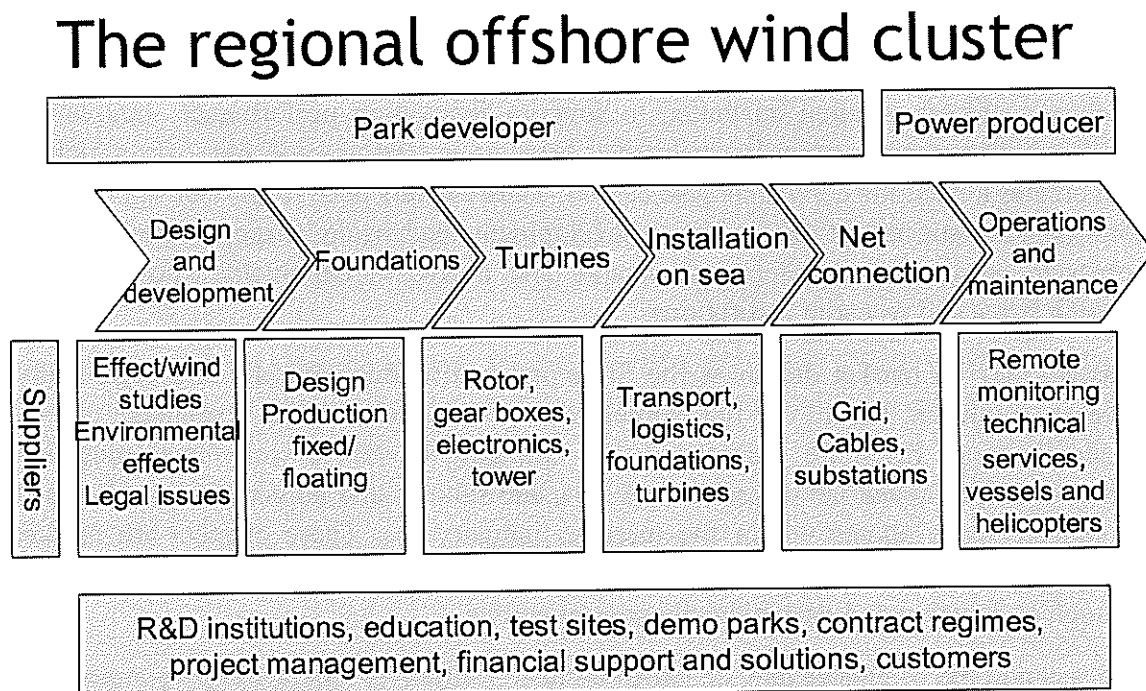 The regional offshore wind cluster
Park developer
Power producer
Design
and
development
Foundations
Turbines
Installation
on sea
Net
connection
Operations
and
maintenance
Suppliers
Effect/wind
studies
Environmental
effects
Legal issues
Design
Production
fixed/
floating
Rotor,
gear boxes,
electronics,
tower
Transport,
logistics,
foundations,
turbines
Grid,
Cables,
substations
Remote
monitoring
technical
services,
vessels and
helicopters
R&D institutions, education, test sites, demo parks, contract regimes,
project management, financial support and solutions, customers